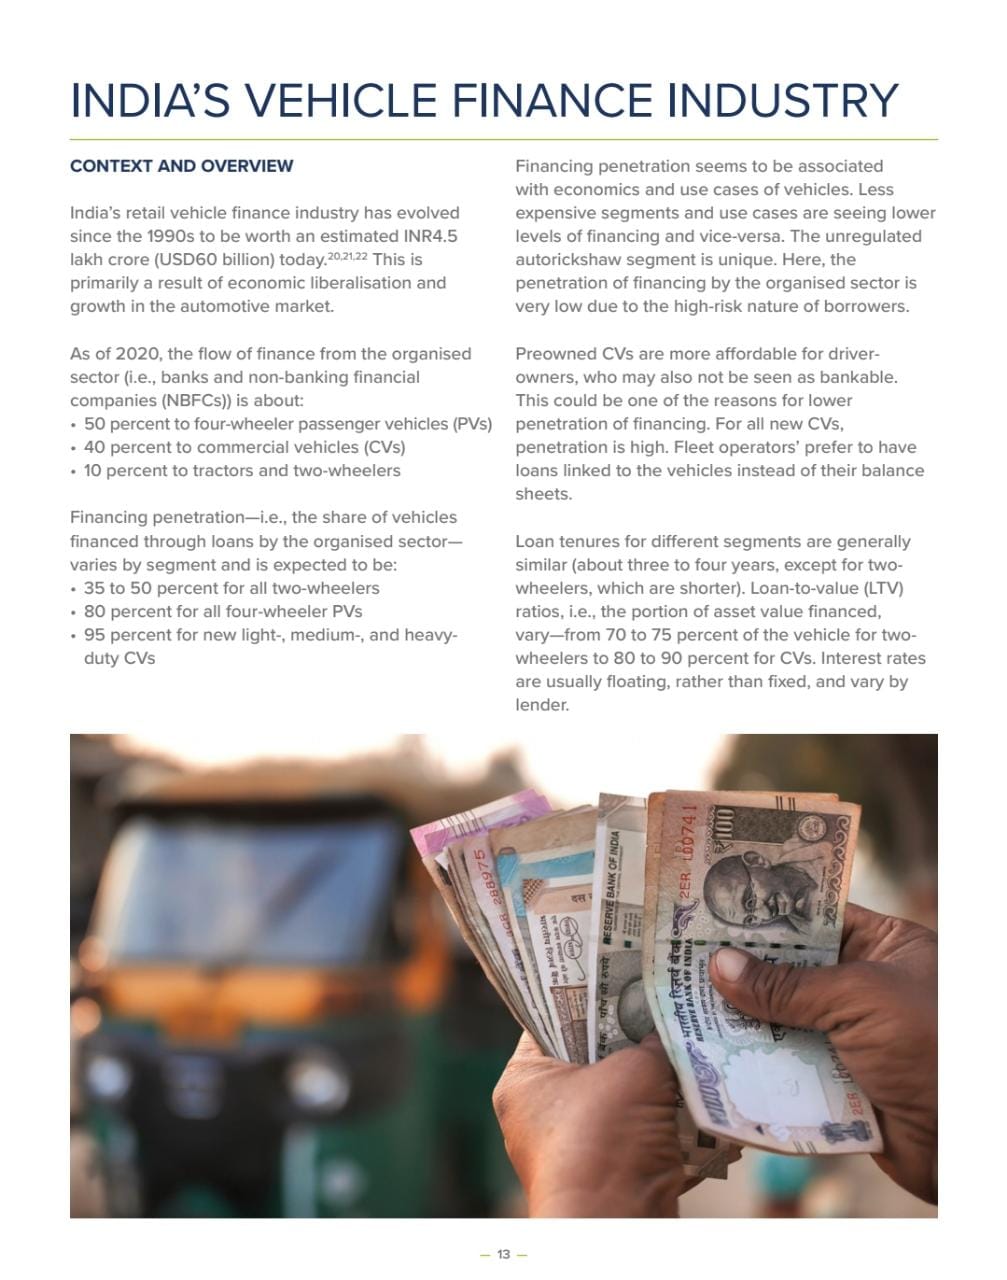 INDIA’S VEHICLE FINANCE INDUSTRY
CONTEXT AND OVERVIEW
India’s retail vehicle finance industry has evolved
since the 1990s to be worth an estimated INR4.5
lakh crore (USD60 billion) today.20,21,22 This is
primarily a result of economic liberalisation and
growth in the automotive market.
As of 2020, the flow of finance from the organised
sector (i.e., banks and non-banking financial
companies (NBFCs)) is about:
• 50 percent to four-wheeler passenger vehicles (PVs)
• 40 percent to commercial vehicles (CVs)
• 10 percent to tractors and two-wheelers
Financing penetration—i.e., the share of vehicles
financed through loans by the organised sector—
varies by segment and is expected to be:
• 35 to 50 percent for all two-wheelers
• 80 percent for all four-wheeler PVs
• 95 percent for new light-, medium-, and heavy-
duty CVs
Financing penetration seems to be associated
with economics and use cases of vehicles. Less
expensive segments and use cases are seeing lower
levels of financing and vice-versa. The unregulated
autorickshaw segment is unique. Here, the
penetration of financing by the organised sector is
very low due to the high-risk nature of borrowers.
Preowned CVs are more affordable for driver-
owners, who may also not be seen as bankable.
This could be one of the reasons for lower
penetration of financing. For all new CVs,
penetration is high. Fleet operators’ prefer to have
loans linked to the vehicles instead of their balance
sheets.
Loan tenures for different segments are generally
similar (about three to four years, except for two-
wheelers, which are shorter). Loan-to-value (LTV)
ratios, i.e., the portion of asset value financed,
vary—from 70 to 75 percent of the vehicle for two-
wheelers to 80 to 90 percent for CVs. Interest rates
are usually floating, rather than fixed, and vary by
lender.
288975
RESERVE BANK OF INDIA
2ER 100741
₹100
भारतीय रिज़र्व बैंक
RESERVE BANK OF INDIA
2ER
— 13 —